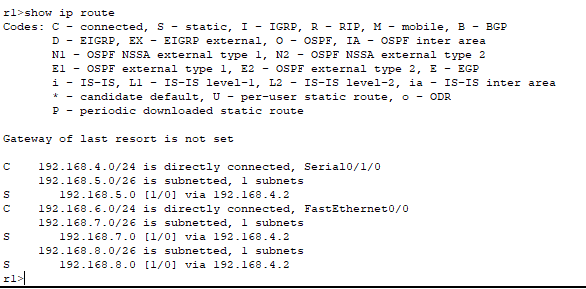 r1>show ip route
Codes: C - connected, S - static, I - IGRP, R - RIP, M - mobile, B - BGP
       D - EIGRP, EX - EIGRP external, O - OSPF, IA - OSPF inter area
       N1 - OSPF NSSA external type 1, N2 - OSPF NSSA external type 2
       E1 - OSPF external type 1, E2 - OSPF external type 2, E - EGP
       i - IS-IS, L1 - IS-IS level-1, L2 - IS-IS level-2, ia - IS-IS inter area
       * - candidate default, U - per-user static route, o - ODR
       P - periodic downloaded static route
Gateway of last resort is not set
C    192.168.4.0/24 is directly connected, Serial0/1/0
     192.168.5.0/26 is subnetted, 1 subnets
S       192.168.5.0 [1/0] via 192.168.4.2
C    192.168.6.0/24 is directly connected, FastEthernet0/0
     192.168.7.0/26 is subnetted, 1 subnets
S       192.168.7.0 [1/0] via 192.168.4.2
     192.168.8.0/26 is subnetted, 1 subnets
S       192.168.8.0 [1/0] via 192.168.4.2
r1>